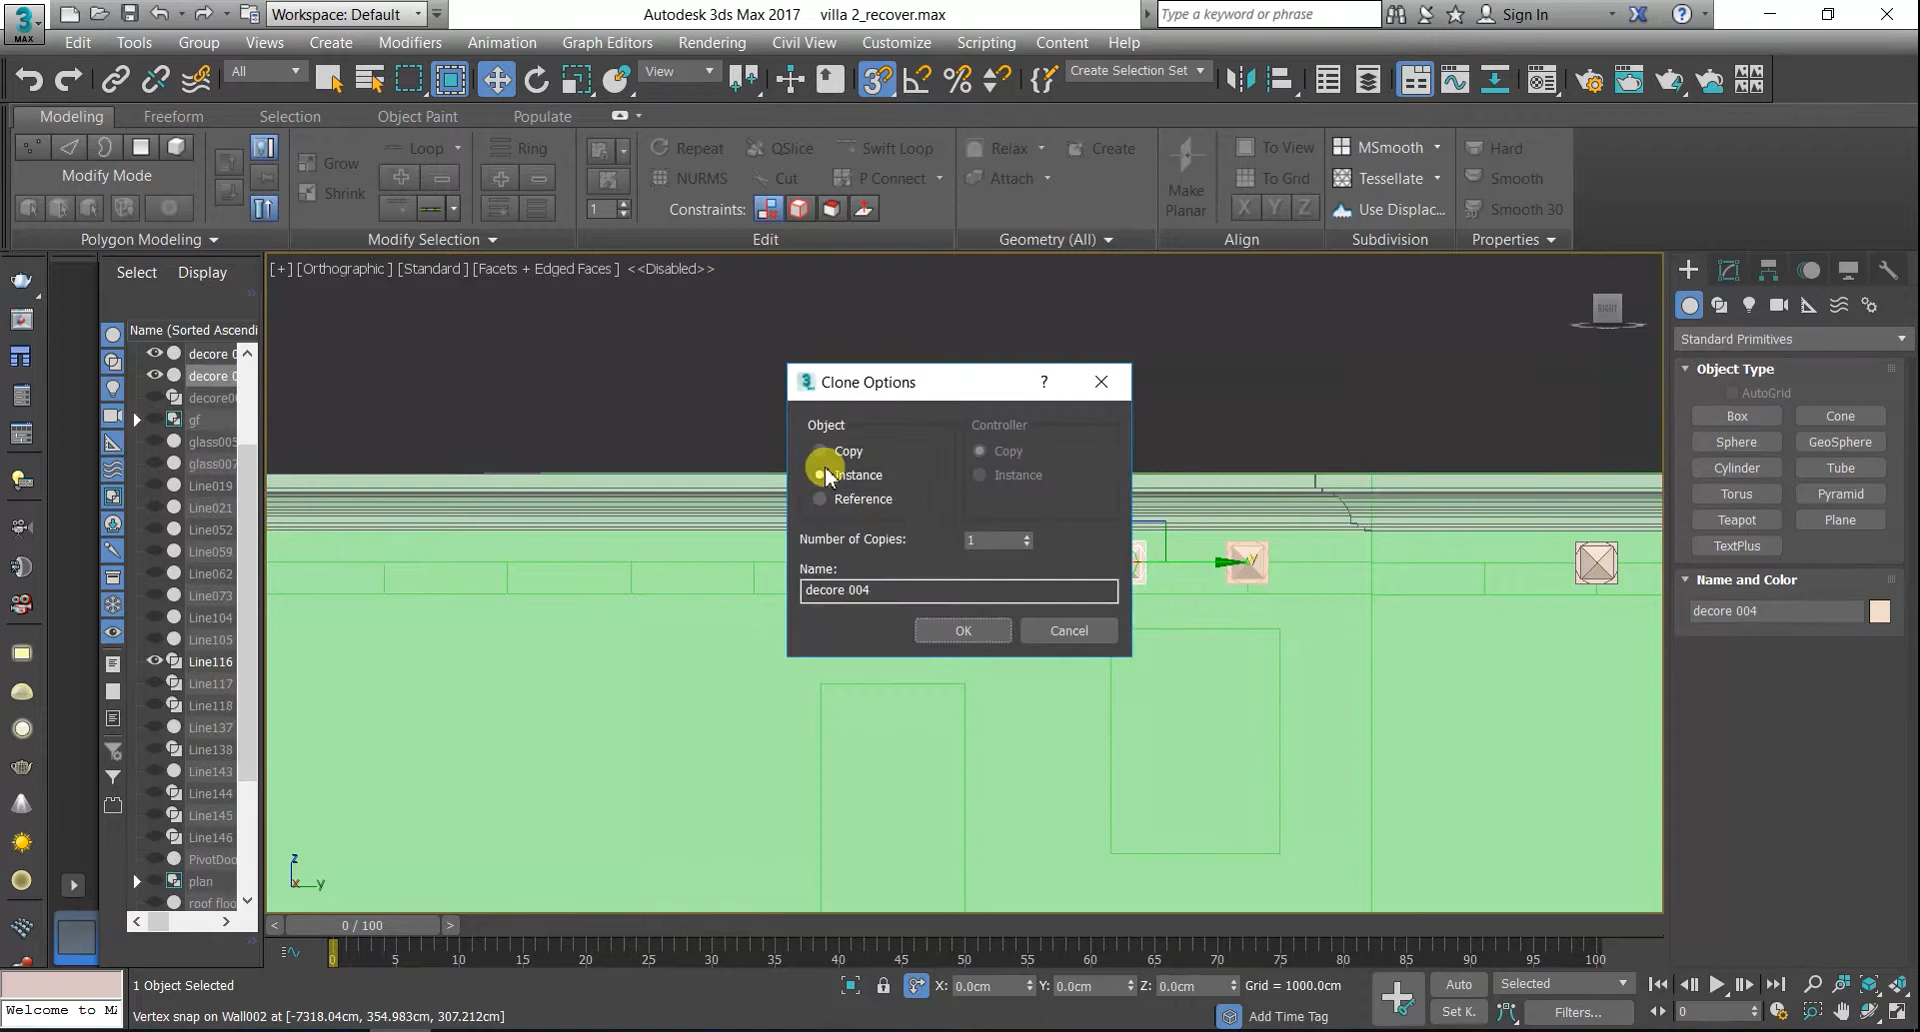 Workspace: Default
Autodesk 3ds Max 2017    villa 2_recover.max
Type a keyword or phrase
Sign In
Edit Tools Group Views Create Modifiers Animation Graph Editors Rendering Civil View Customize Scripting Content Help
All
View
Create Selection Set
Modeling Freeform Selection Object Paint Populate
Modify Mode
Polygon Modeling
Grow
Shrink
Loop
Ring
Modify Selection
Repeat QSlice Swift Loop
NURMS Cut P Connect
1
Constraints:
Edit
Relax Create
Attach
Geometry (All)
Make
Planar
To View
To Grid
X Y Z
Align
MSmooth
Tessellate
Use Displac...
Subdivision
Hard
Smooth
Smooth 30
Properties
Select Display
Name (Sorted Ascendi
decore 0
decore 0
decore0
gf
glass005
glass007
Line019
Line021
Line052
Line059
Line062
Line073
Line104
Line105
Line116
Line117
Line118
Line137
Line138
Line143
Line144
Line145
Line146
PivotDoo
plan
roof floo
[+] [Orthographic ] [Standard ] [Facets + Edged Faces ] <<Disabled>>
RIGHT
Clone Options
Object
Copy
Instance
Reference
Controller
Copy
Instance
Number of Copies: 1
Name:
decore 004
OK Cancel
y
z
x y
Standard Primitives
Object Type
AutoGrid
Box Cone
Sphere GeoSphere
Cylinder Tube
Torus Pyramid
Teapot Plane
TextPlus
Name and Color
decore 004
0 / 100
0 5 10 15 20 25 30 35 40 45 50 55 60 65 70 75 80 85 90 95 100
1 Object Selected
X: 0.0cm Y: 0.0cm Z: 0.0cm Grid = 1000.0cm
Auto Selected
Welcome to M
Vertex snap on Wall002 at [-7318.04cm, 354.983cm, 307.212cm]
Add Time Tag
Set K. Filters...
0